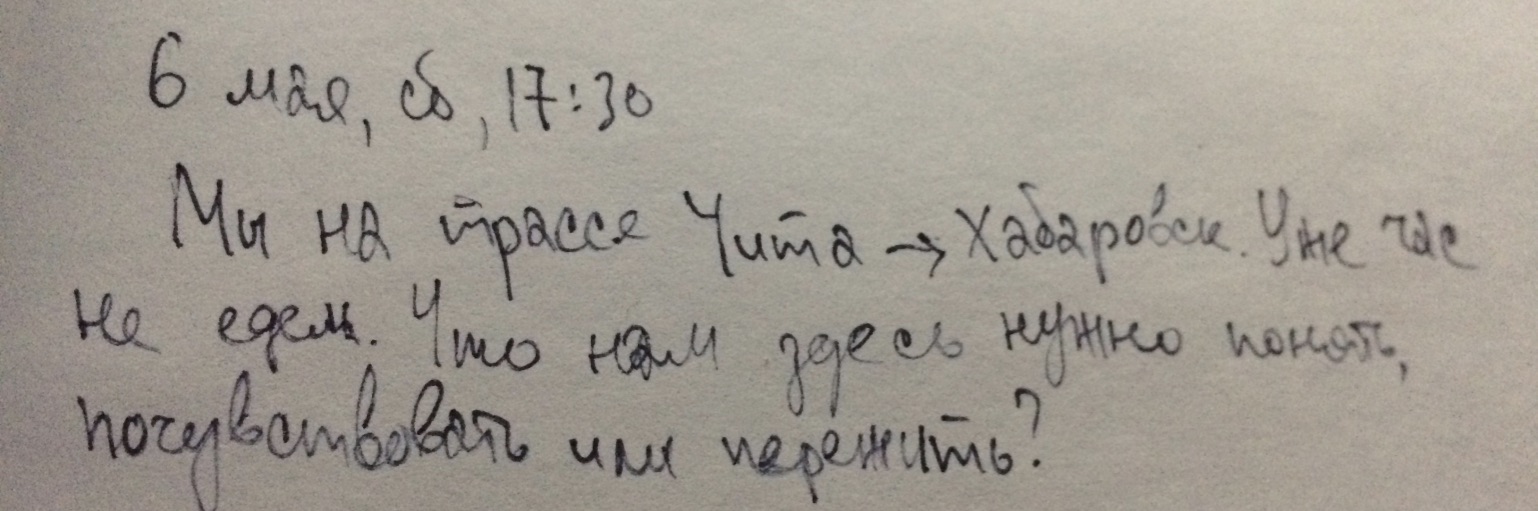 6 мая, сб, 17:30
Мы на трассе Чита → Хабаровск. Уже час
не едем. Что нам здесь нужно понять,
почувствовать или пережить?